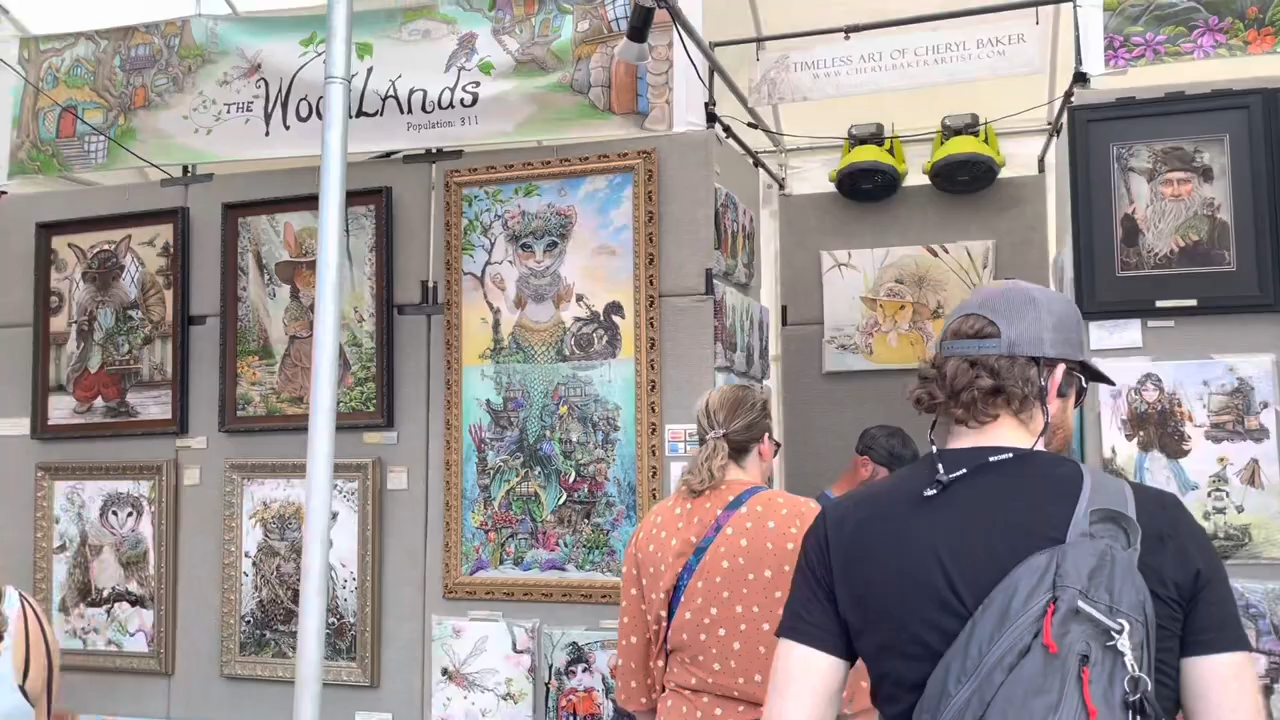 THE WOODLANDS
Population: 311
TIMELESS ART OF CHERYL BAKER
WWW.CHERYLBAKERARTIST.COM